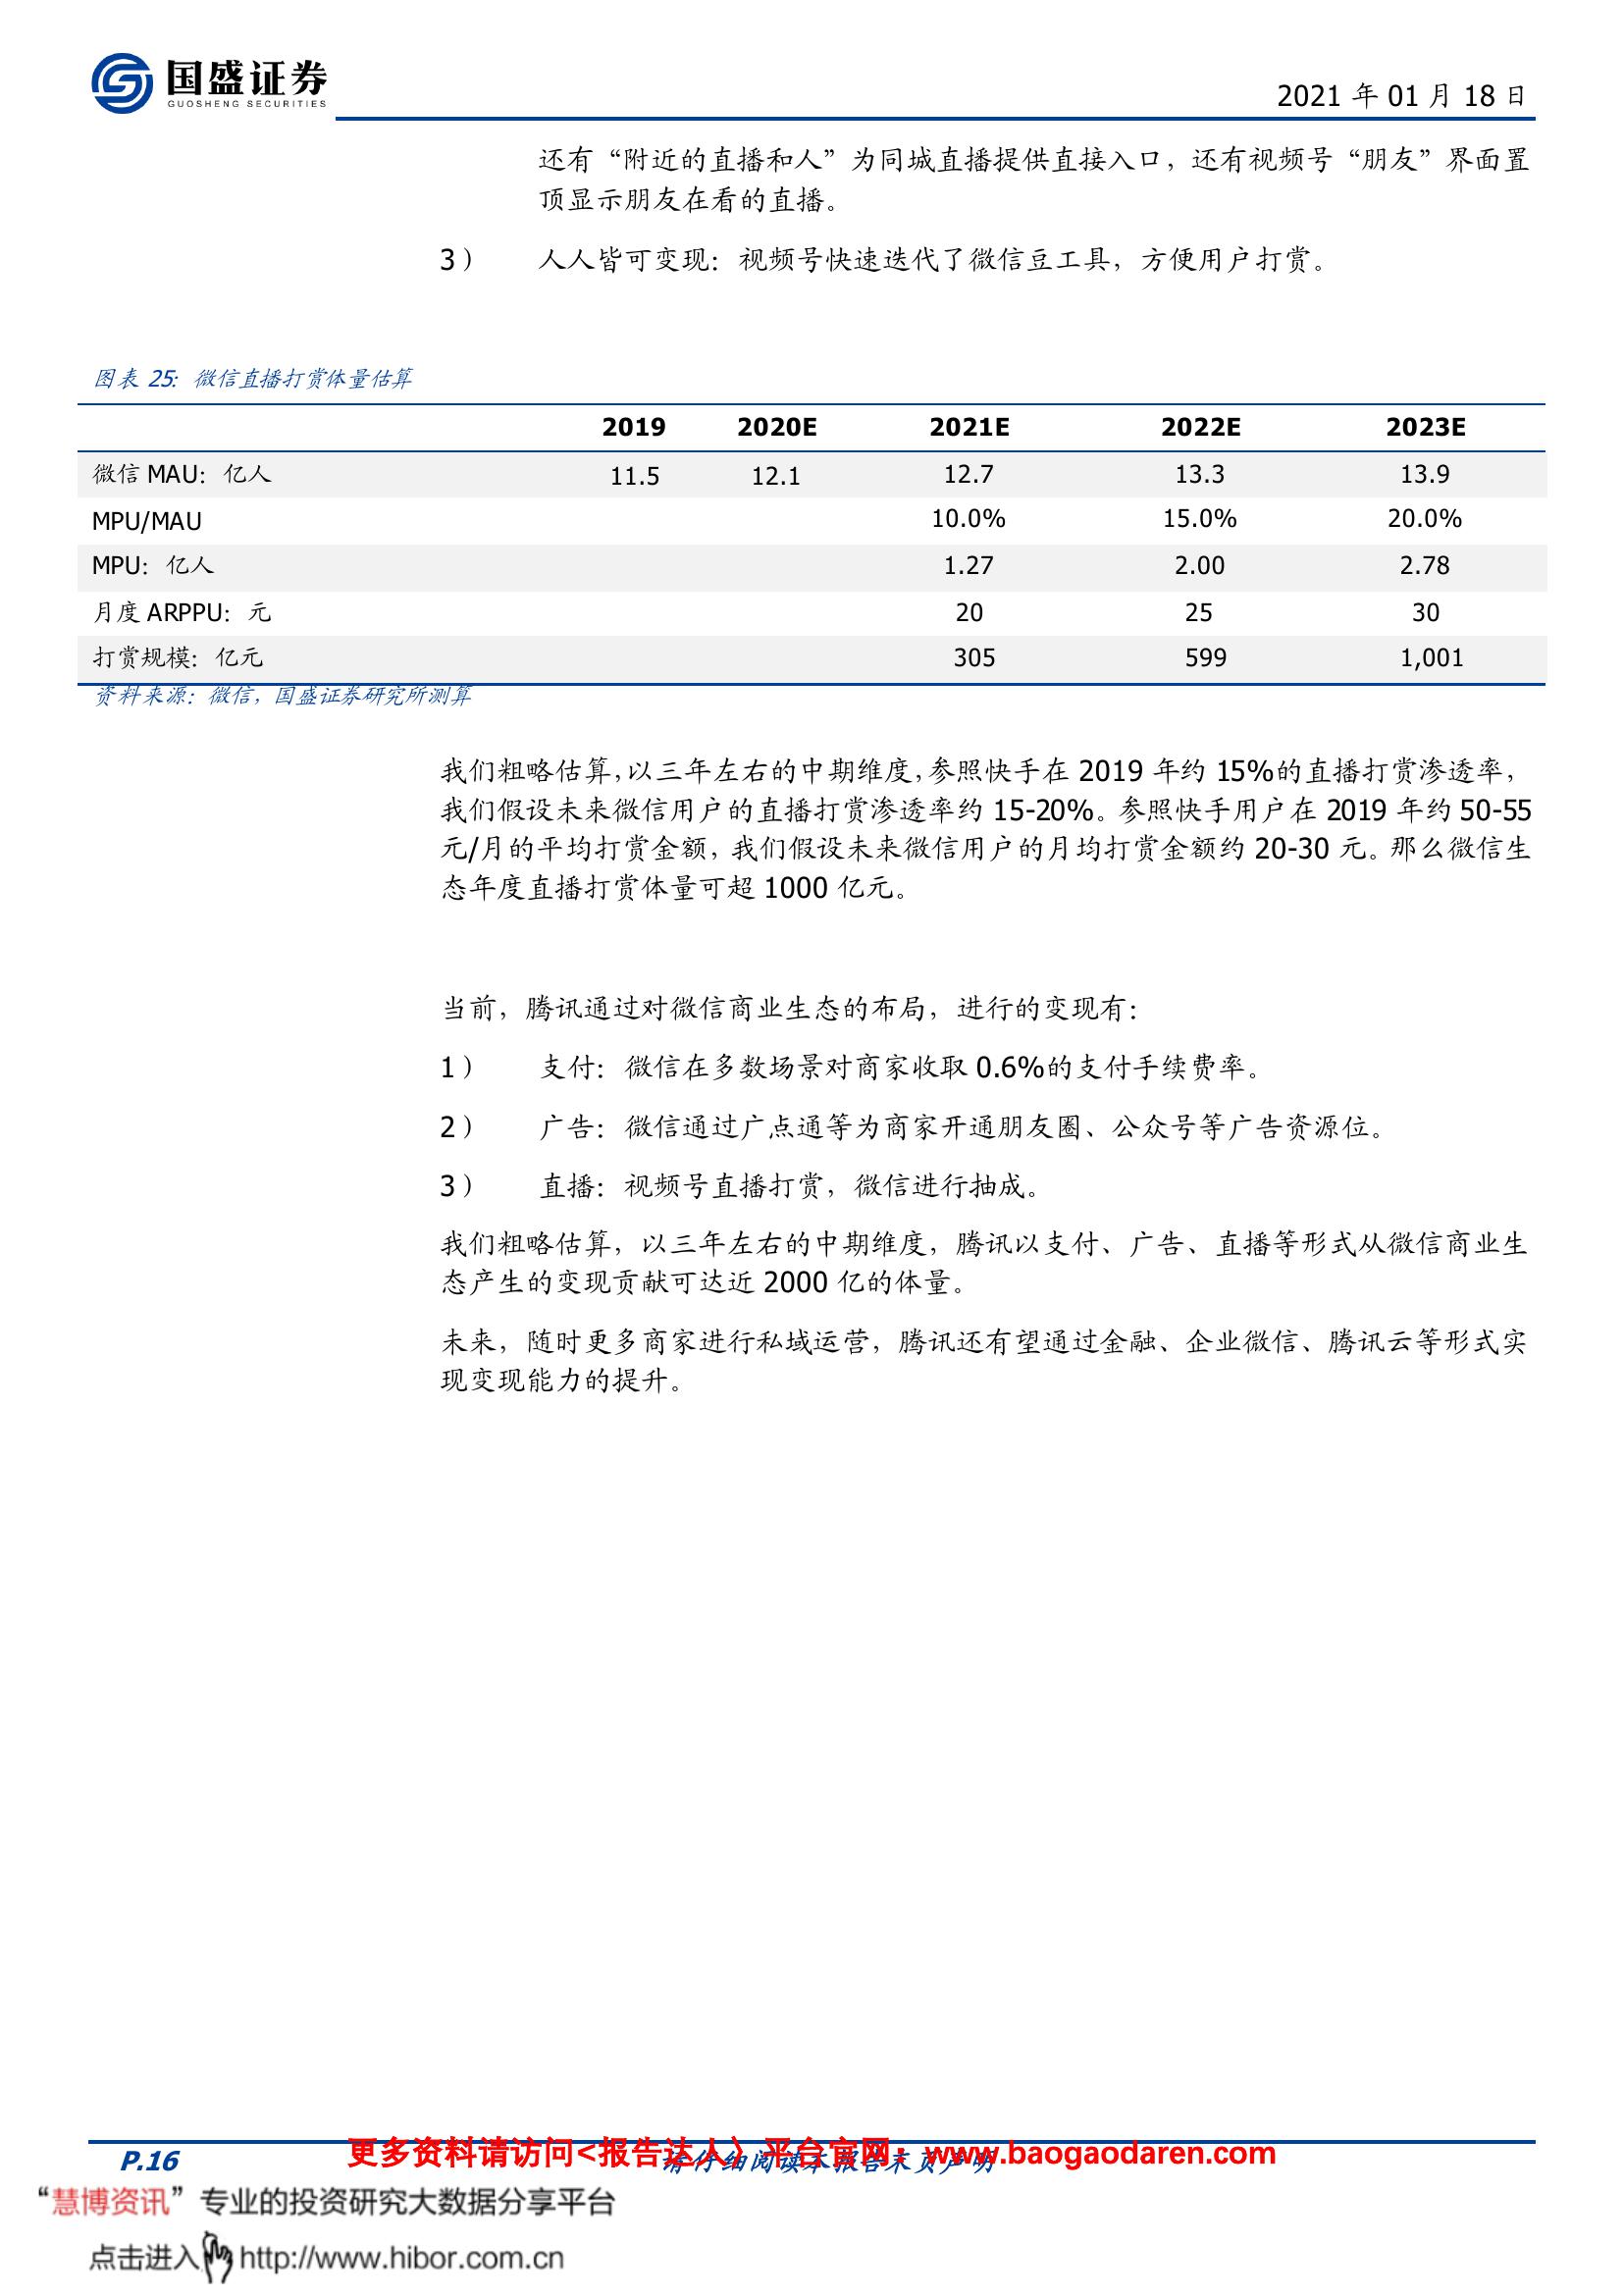 国盛证券
GUOSHENG SECURITIES
2021 年 01 月 18 日
还有“附近的直播和人”为同城直播提供直接入口，还有视频号“朋友”界面置
顶显示朋友在看的直播。
3） 人人皆可变现：视频号快速迭代了微信豆工具，方便用户打赏。
图表 25：微信直播打赏体量估算
2019 2020E 2021E 2022E 2023E
微信 MAU：亿人 11.5 12.1 12.7 13.3 13.9
MPU/MAU 10.0% 15.0% 20.0%
MPU：亿人 1.27 2.00 2.78
月度 ARPPU：元 20 25 30
打赏规模：亿元 305 599 1,001
资料来源：微信，国盛证券研究所测算
我们粗略估算，以三年左右的中期维度，参照快手在 2019 年约 15%的直播打赏渗透率，
我们假设未来微信用户的直播打赏渗透率约 15-20%。参照快手用户在 2019 年约 50-55
元/月的平均打赏金额，我们假设未来微信用户的月均打赏金额约 20-30 元。那么微信生
态年度直播打赏体量可超 1000 亿元。
当前，腾讯通过对微信商业生态的布局，进行的变现有：
1） 支付：微信在多数场景对商家收取 0.6%的支付手续费率。
2） 广告：微信通过广点通等为商家开通朋友圈、公众号等广告资源位。
3） 直播：视频号直播打赏，微信进行抽成。
我们粗略估算，以三年左右的中期维度，腾讯以支付、广告、直播等形式从微信商业生
态产生的变现贡献可达近 2000 亿的体量。
未来，随时更多商家进行私域运营，腾讯还有望通过金融、企业微信、腾讯云等形式实
现变现能力的提升。
更多资料请访问<报告达人》平台官网：www.baogaodaren.com
P.16 请仔细阅读本报告末页声明
“慧博资讯”专业的投资研究大数据分享平台
点击进入 http://www.hibor.com.cn